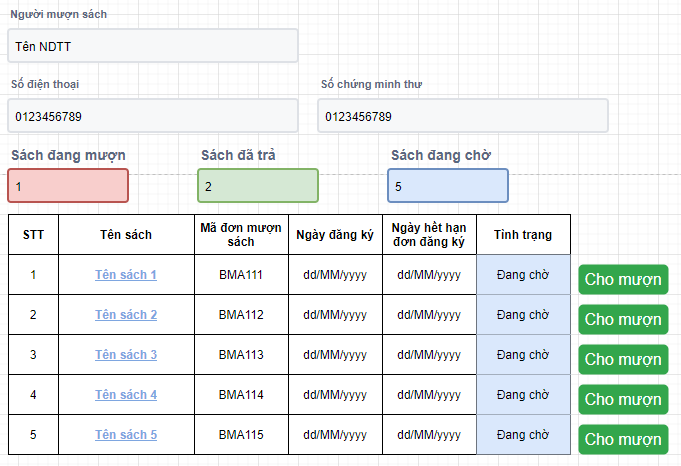 Người mượn sách
Tên NDTT
Số điện thoại Số chứng minh thư
0123456789 0123456789
Sách đang mượn Sách đã trả Sách đang chờ
1 2 5
STT Tên sách Mã đơn mượn sách Ngày đăng ký Ngày hết hạn đơn đăng ký Tình trạng
1 Tên sách 1 BMA111 dd/MM/yyyy dd/MM/yyyy Đang chờ Cho mượn
2 Tên sách 2 BMA112 dd/MM/yyyy dd/MM/yyyy Đang chờ Cho mượn
3 Tên sách 3 BMA113 dd/MM/yyyy dd/MM/yyyy Đang chờ Cho mượn
4 Tên sách 4 BMA114 dd/MM/yyyy dd/MM/yyyy Đang chờ Cho mượn
5 Tên sách 5 BMA115 dd/MM/yyyy dd/MM/yyyy Đang chờ Cho mượn